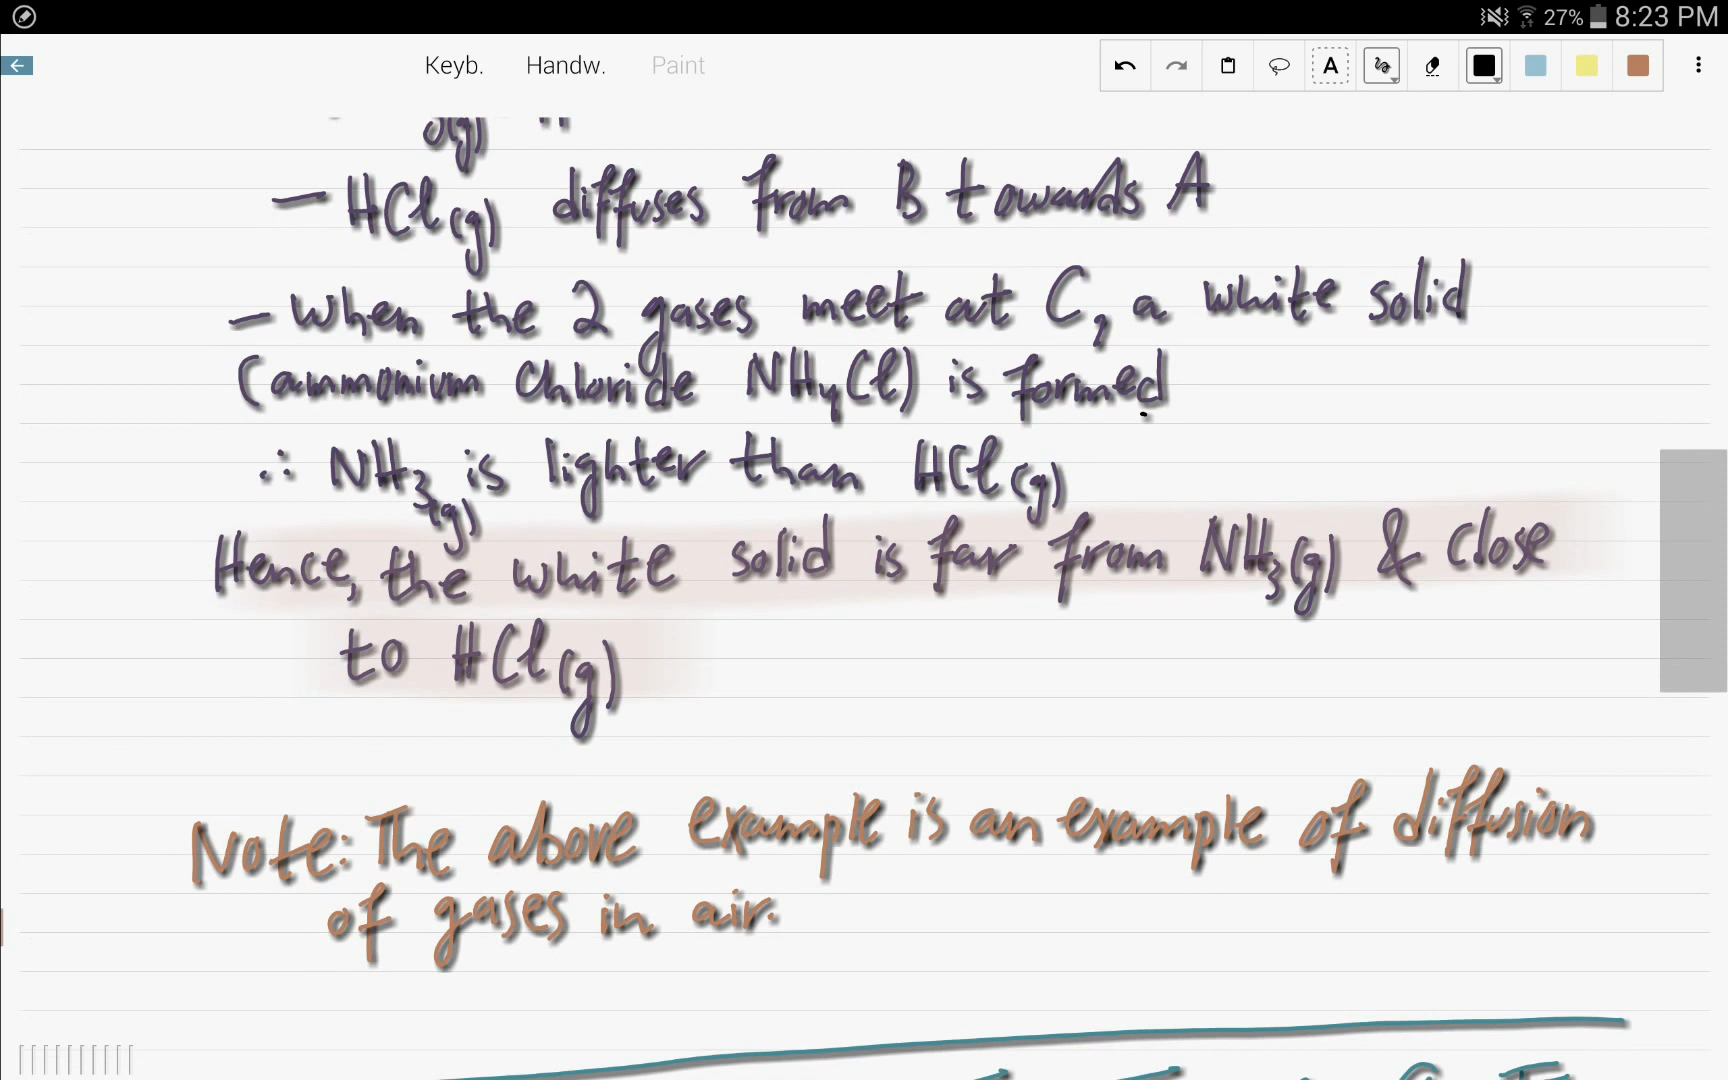 27% 8:23 PM
Keyb. Handw. Paint
A
(g)
- HCl(g) diffuses from B towards A
- When the 2 gases meet at C, a white solid
(ammonium chloride NH4Cl) is formed
∴ NH3(g) is lighter than HCl(g)
Hence, the white solid is far from NH3(g) & close
to HCl(g)
Note: The above example is an example of diffusion
of gases in air.